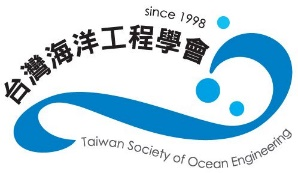 since 1998
台灣海洋工程學會
Taiwan Society of Ocean Engineering